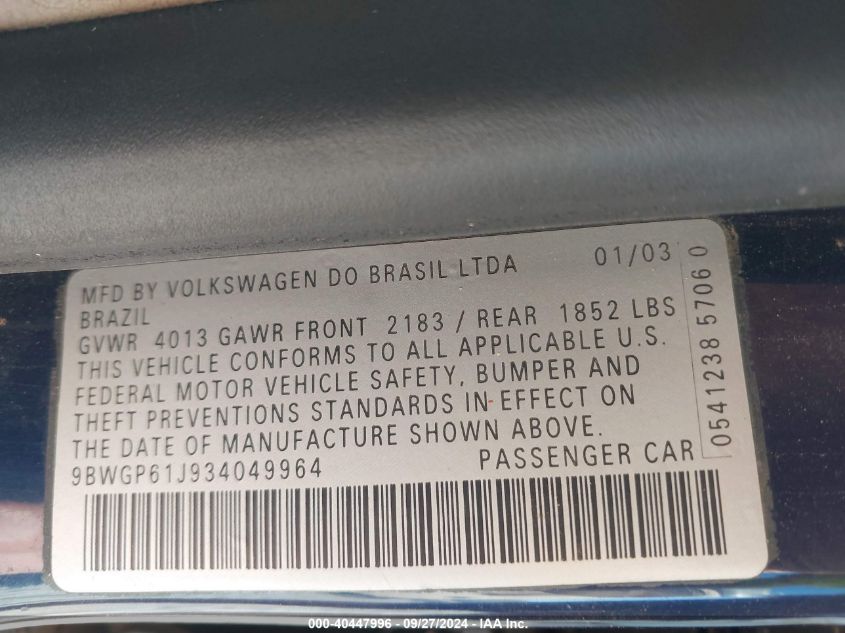 MFD BY VOLKSWAGEN DO BRASIL LTDA 01/03
BRAZIL
GVWR 4013 GAWR FRONT 2183 / REAR 1852 LBS
THIS VEHICLE CONFORMS TO ALL APPLICABLE U.S.
FEDERAL MOTOR VEHICLE SAFETY, BUMPER AND
THEFT PREVENTIONS STANDARDS IN EFFECT ON
THE DATE OF MANUFACTURE SHOWN ABOVE.
9BWGP61J934049964 PASSENGER CAR
0541238 5706 0
000-40447996 - 09/27/2024 - IAA Inc.